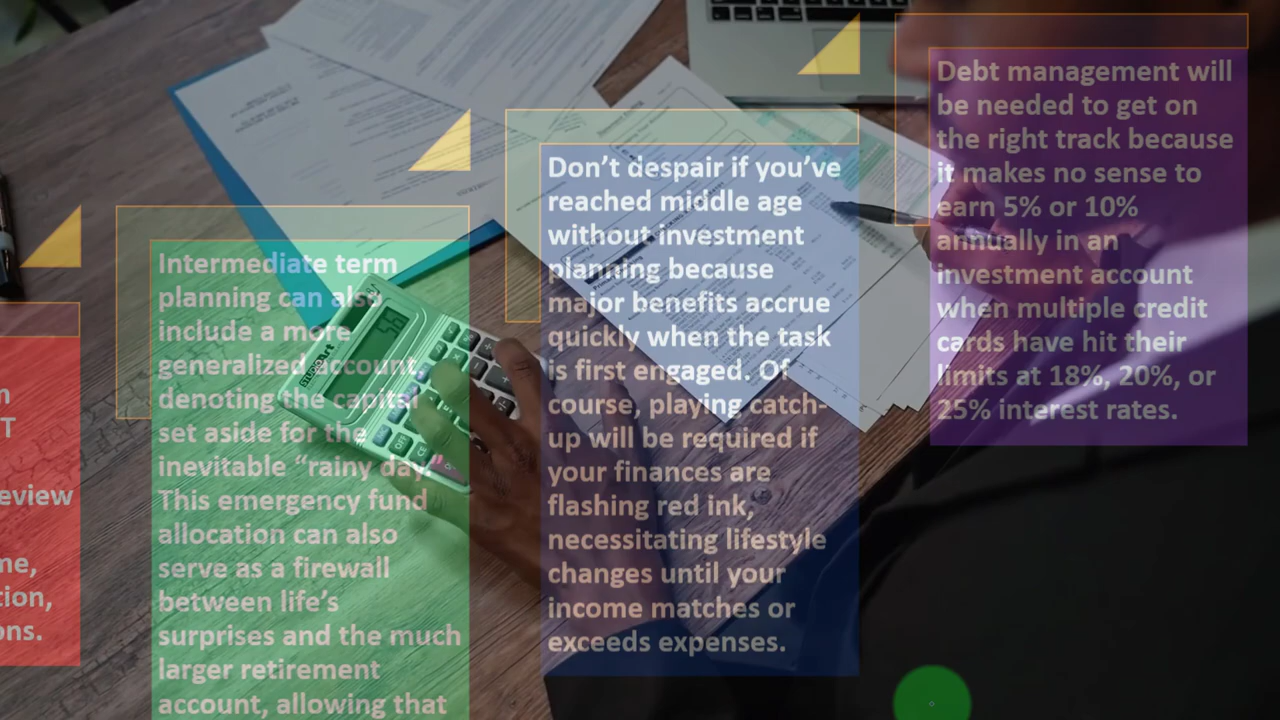 eview
ons.
Intermediate term
planning can also
include a more
generalized account,
denoting the capital
set aside for the
inevitable “rainy day.”
This emergency fund
allocation can also
serve as a firewall
between life’s
surprises and the much
larger retirement
account, allowing that
Don’t despair if you’ve
reached middle age
without investment
planning because
major benefits accrue
quickly when the task
is first engaged. Of
course, playing catch-
up will be required if
your finances are
flashing red ink,
necessitating lifestyle
changes until your
income matches or
exceeds expenses.
Debt management will
be needed to get on
the right track because
it makes no sense to
earn 5% or 10%
annually in an
investment account
when multiple credit
cards have hit their
limits at 18%, 20%, or
25% interest rates.